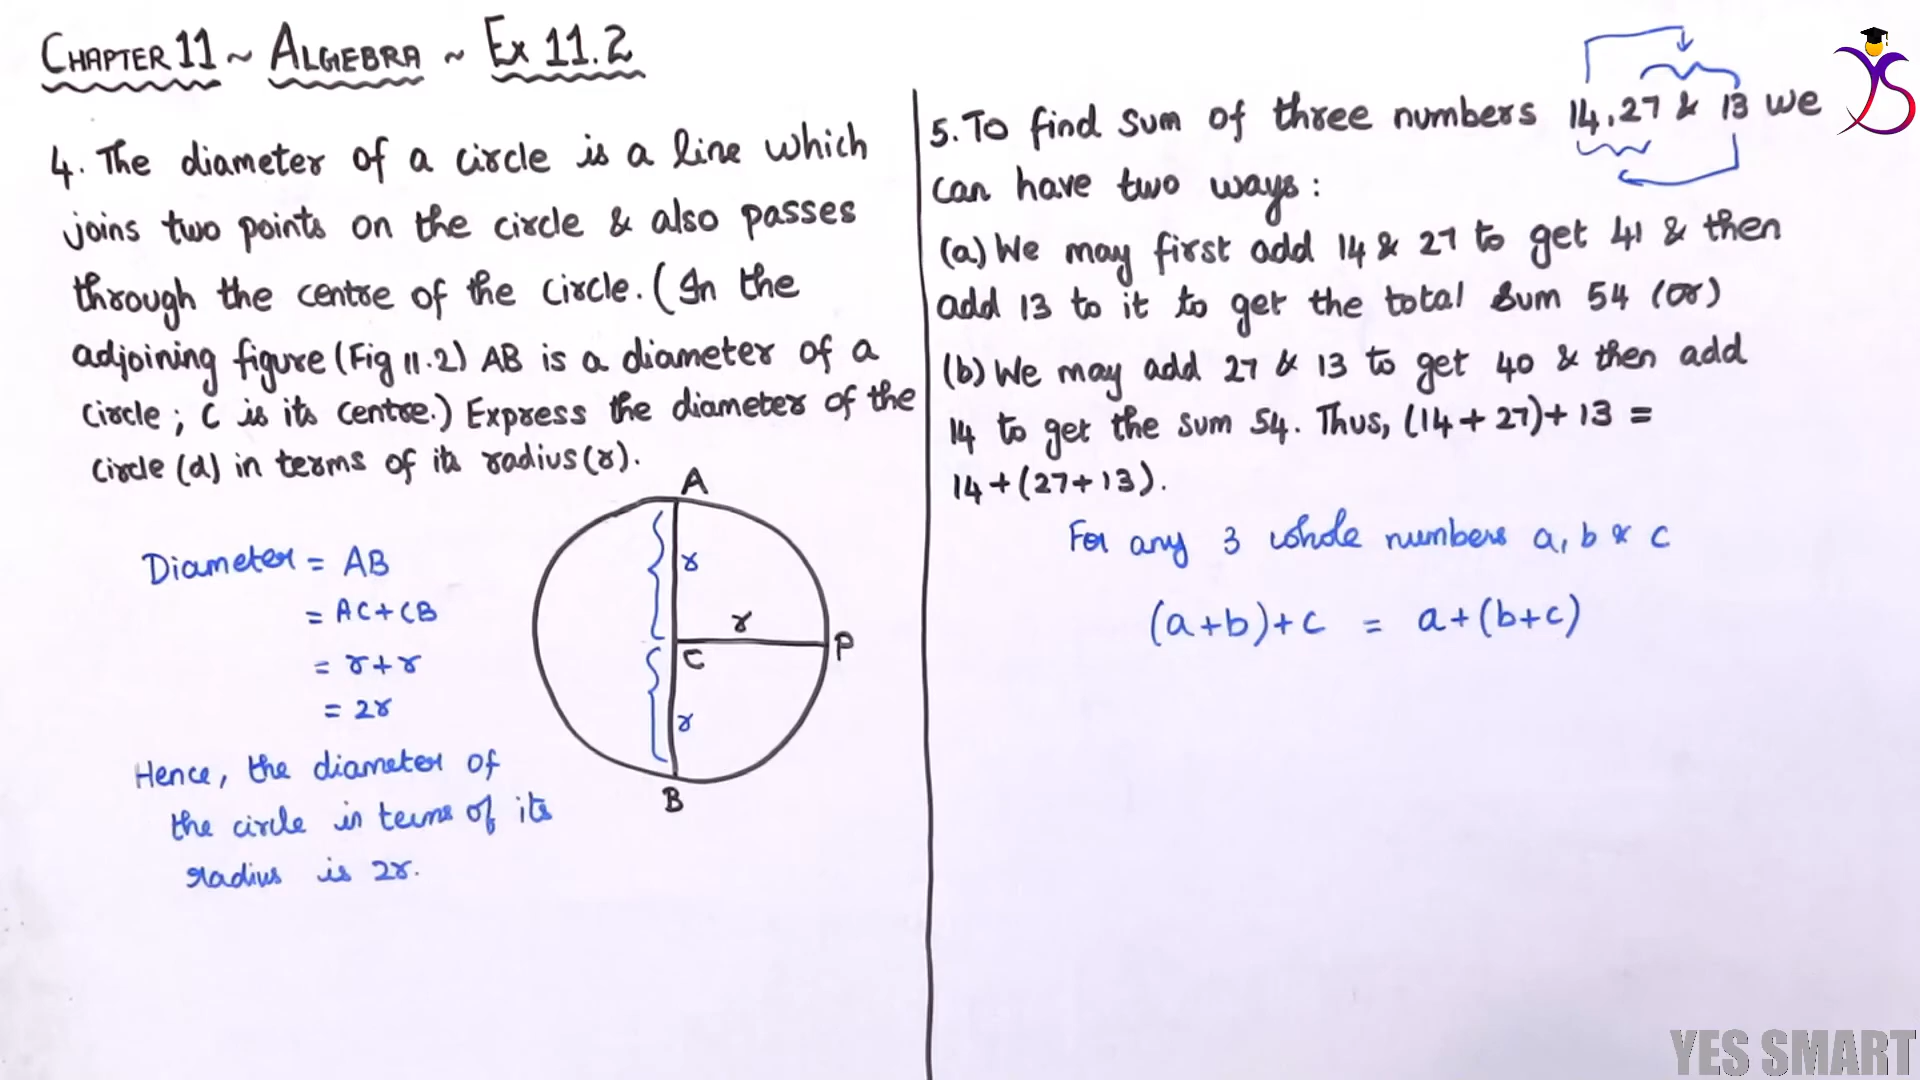 CHAPTER 11 ~ ALGEBRA ~ Ex 11.2
4. The diameter of a circle is a line which
joins two points on the circle & also passes
through the centre of the circle. (In the
adjoining figure (Fig 11.2) AB is a diameter of a
circle; C is its centre.) Express the diameter of the
circle (d) in terms of its radius (r).
A
r
r
C
P
r
B
Diameter = AB
= AC + CB
= r + r
= 2r
Hence, the diameter of
the circle in terms of its
radius is 2r.
5. To find sum of three numbers 14, 27 & 13 we
can have two ways:
(a) We may first add 14 & 27 to get 41 & then
add 13 to it to get the total sum 54 (or)
(b) We may add 27 & 13 to get 40 & then add
14 to get the sum 54. Thus, (14 + 27) + 13 =
14 + (27 + 13).
For any 3 whole numbers a, b & c
(a+b)+c = a+(b+c)
YS
YES SMART